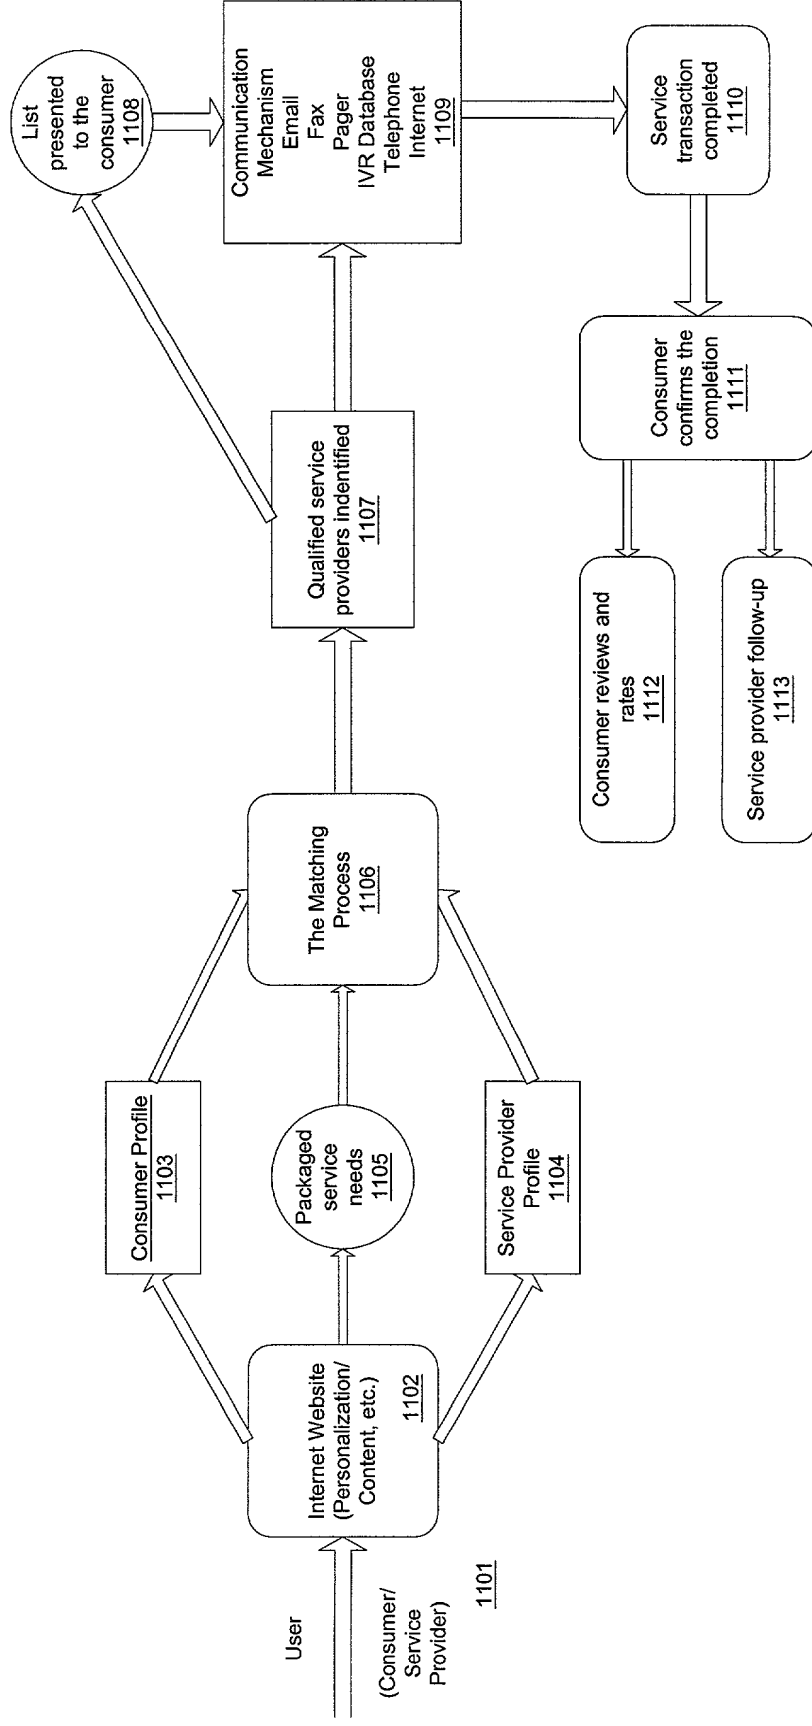 User
(Consumer/
Service
Provider)
1101
Internet Website
(Personalization/
Content, etc.)
1102
Consumer Profile
1103
Packaged
service
needs
1105
Service Provider
Profile
1104
The Matching
Process
1106
Qualified service
providers indentified
1107
List
presented
to the
consumer
1108
Communication
Mechanism
Email
Fax
Pager
IVR Database
Telephone
Internet
1109
Service
transaction
completed
1110
Consumer
confirms the
completion
1111
Consumer reviews and
rates
1112
Service provider follow-up
1113